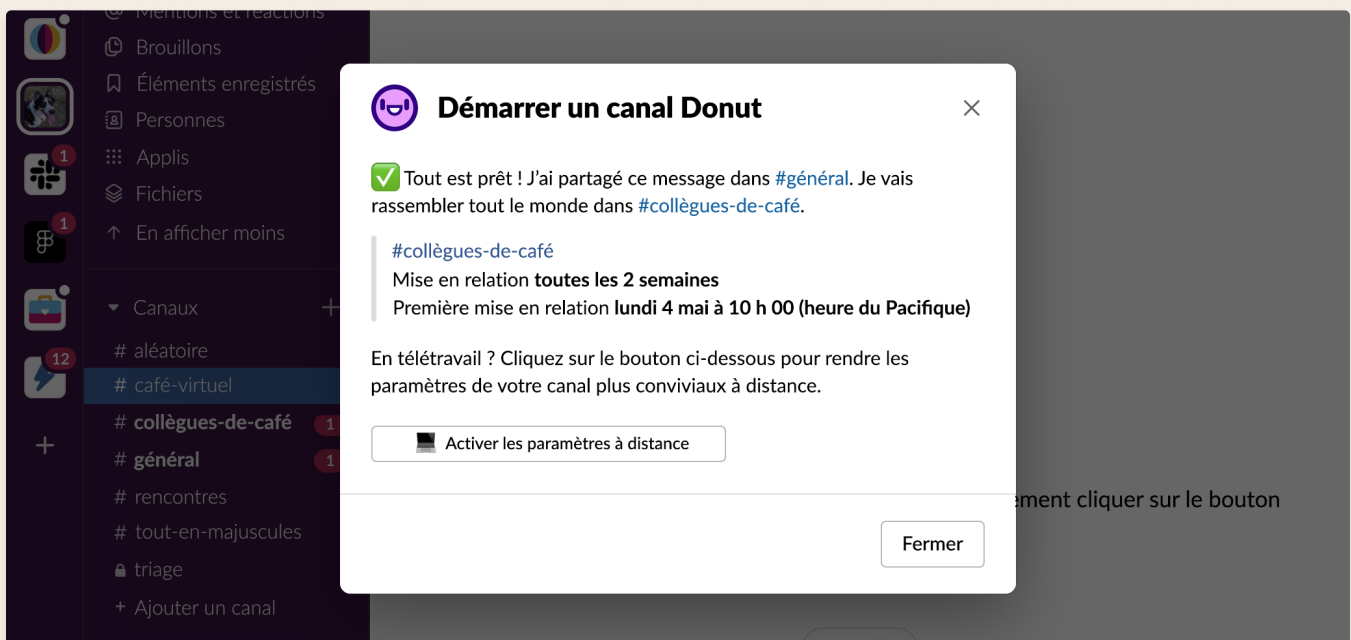 Mentions et réactions
Brouillons
Éléments enregistrés
Personnes
Applis
Fichiers
En afficher moins
Canaux
# aléatoire
# café-virtuel
# collègues-de-café 1
# général 1
# rencontres
# tout-en-majuscules
triage
+ Ajouter un canal
1
1
12
Démarrer un canal Donut
Tout est prêt ! J’ai partagé ce message dans #général. Je vais
rassembler tout le monde dans #collègues-de-café.
#collègues-de-café
Mise en relation toutes les 2 semaines
Première mise en relation lundi 4 mai à 10 h 00 (heure du Pacifique)
En télétravail ? Cliquez sur le bouton ci-dessous pour rendre les
paramètres de votre canal plus conviviaux à distance.
Activer les paramètres à distance
Fermer
cliquer sur le bouton